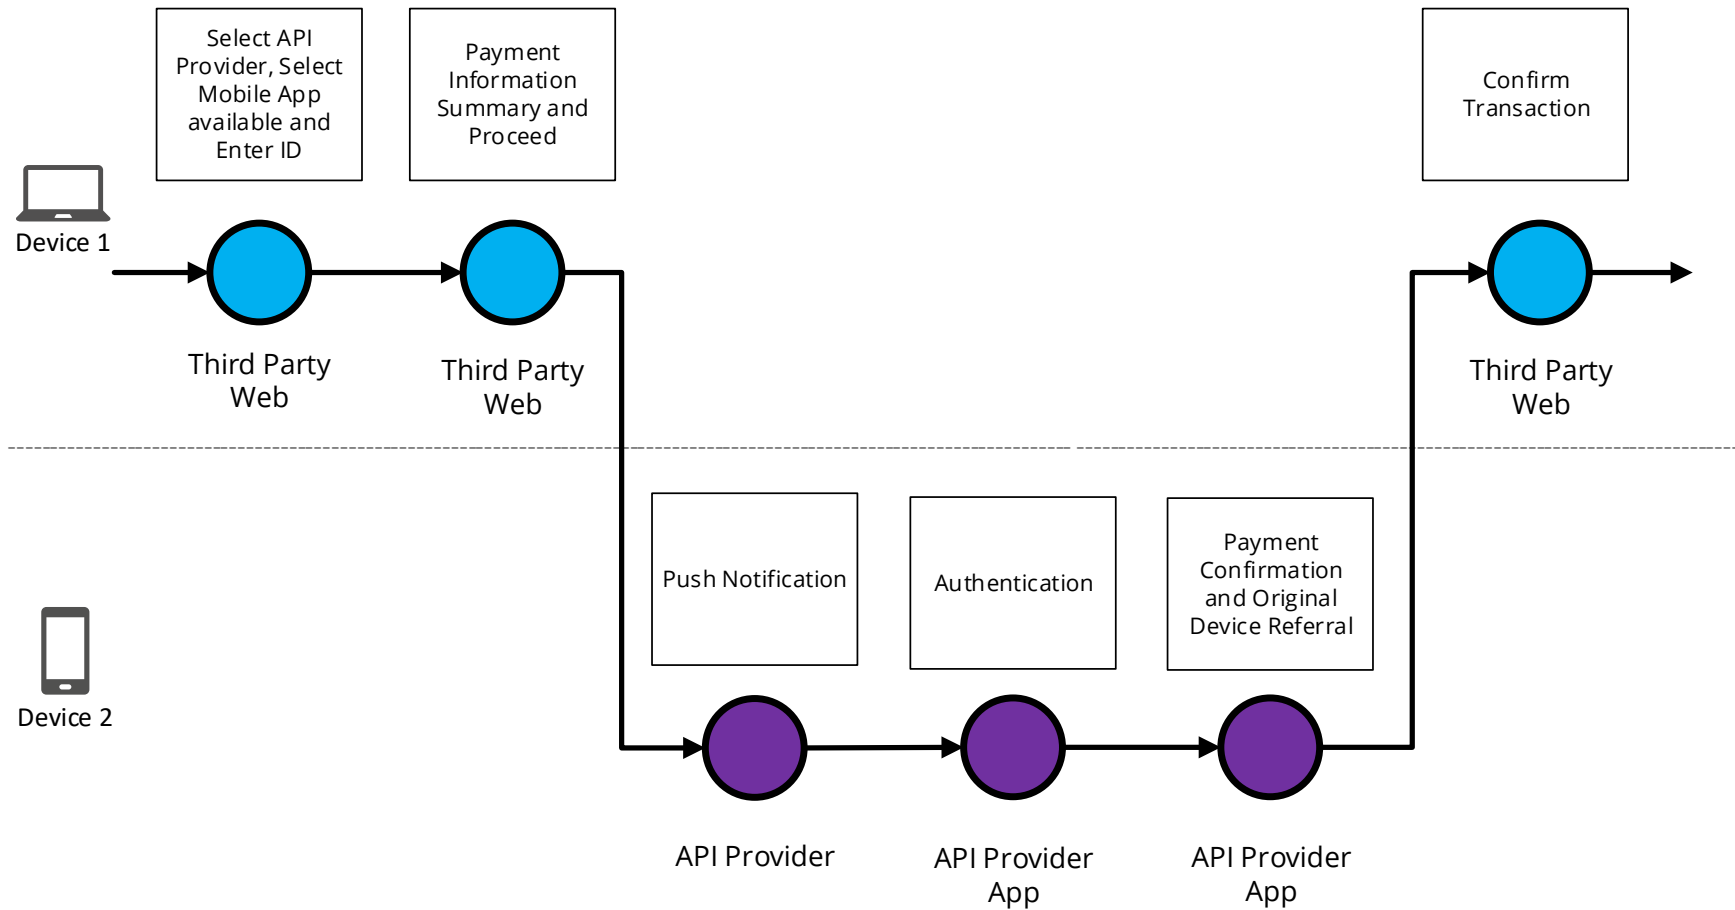 Select API
Provider, Select
Mobile App
available and
Enter ID
Payment
Information
Summary and
Proceed
Confirm
Transaction
Device 1
Third Party
Web
Third Party
Web
Third Party
Web
Push Notification
Authentication
Payment
Confirmation
and Original
Device Referral
Device 2
API Provider
API Provider
App
API Provider
App